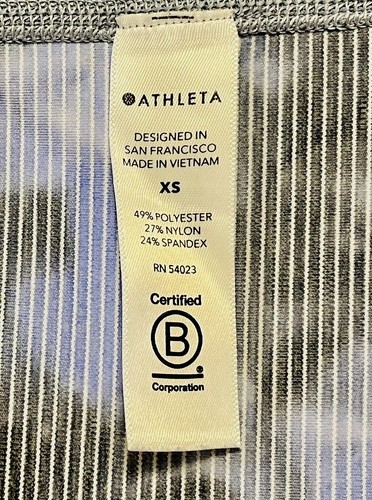 ATHLETA
DESIGNED IN
SAN FRANCISCO
MADE IN VIETNAM
XS
49% POLYESTER
27% NYLON
24% SPANDEX
RN 54023
Certified
B
®
Corporation